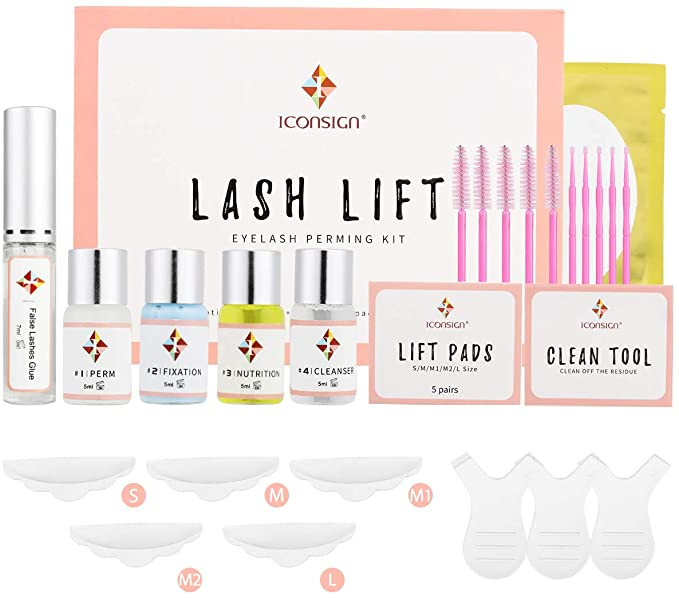 ICONSIGN®
LASH LIFT
EYELASH PERMING KIT
False Lashes Glue
7ml
#1|PERM
5ml
#2|FIXATION
5ml
#3|NUTRITION
5ml
#4|CLEANSER
5ml
ICONSIGN®
LIFT PADS
S/M/M1/M2/L Size
5 pairs
ICONSIGN®
CLEAN TOOL
CLEAN OFF THE RESIDUE
S
M
M1
M2
L